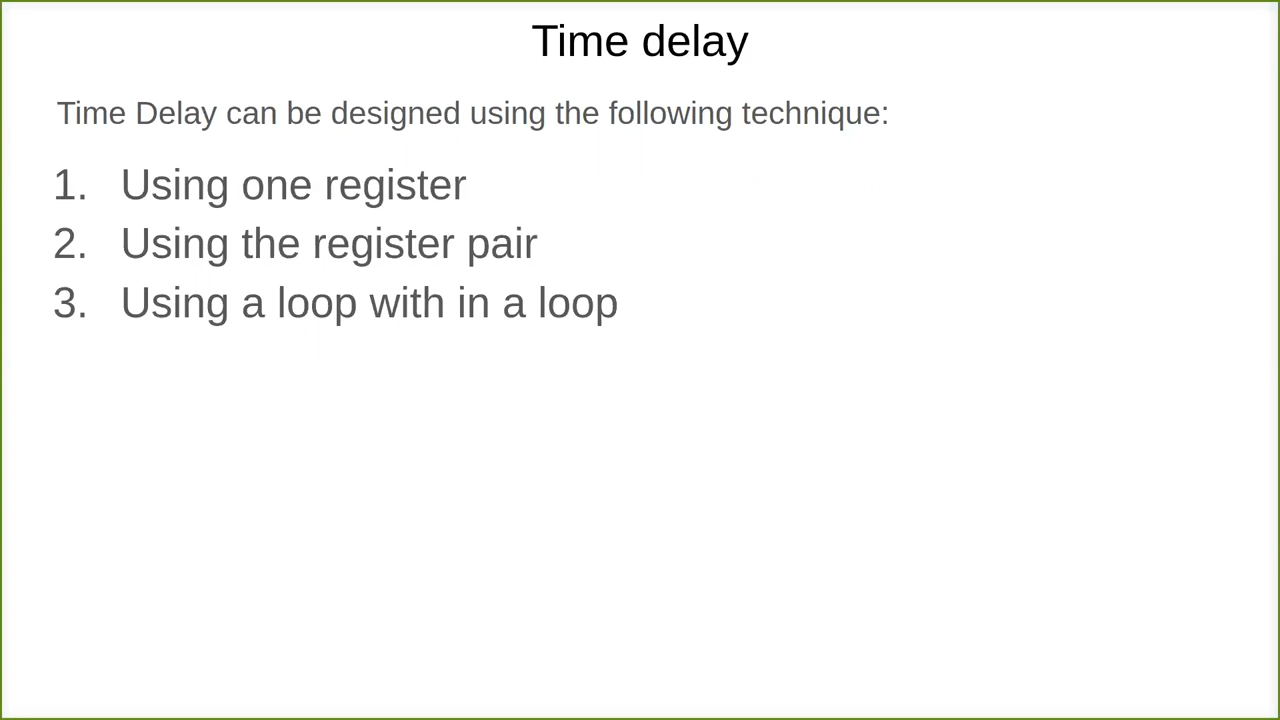 Time delay
Time Delay can be designed using the following technique:
1. Using one register
2. Using the register pair
3. Using a loop with in a loop